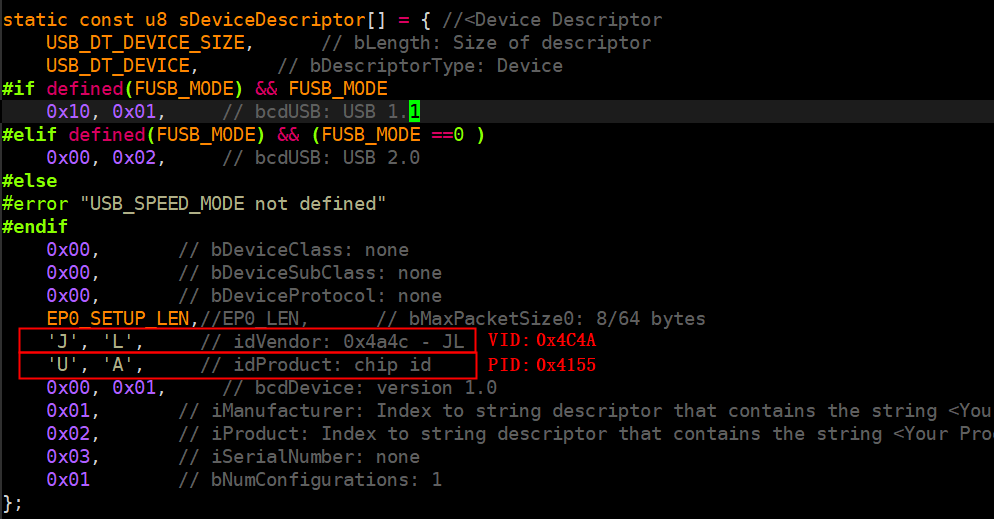 static const u8 sDeviceDescriptor[] = { //<Device Descriptor
    USB_DT_DEVICE_SIZE,      // bLength: Size of descriptor
    USB_DT_DEVICE,       // bDescriptorType: Device
#if defined(FUSB_MODE) && FUSB_MODE
    0x10, 0x01,     // bcdUSB: USB 1.1
#elif defined(FUSB_MODE) && (FUSB_MODE ==0 )
    0x00, 0x02,     // bcdUSB: USB 2.0
#else
#error "USB_SPEED_MODE not defined"
#endif
    0x00,       // bDeviceClass: none
    0x00,       // bDeviceSubClass: none
    0x00,       // bDeviceProtocol: none
    EP0_SETUP_LEN,//EP0_LEN,      // bMaxPacketSize0: 8/64 bytes
    'J', 'L',     // idVendor: 0x4a4c - JL VID: 0x4C4A
    'U', 'A',     // idProduct: chip id PID: 0x4155
    0x00, 0x01,     // bcdDevice: version 1.0
    0x01,       // iManufacturer: Index to string descriptor that contains the string <You
    0x02,       // iProduct: Index to string descriptor that contains the string <Your Pro
    0x03,       // iSerialNumber: none
    0x01        // bNumConfigurations: 1
};